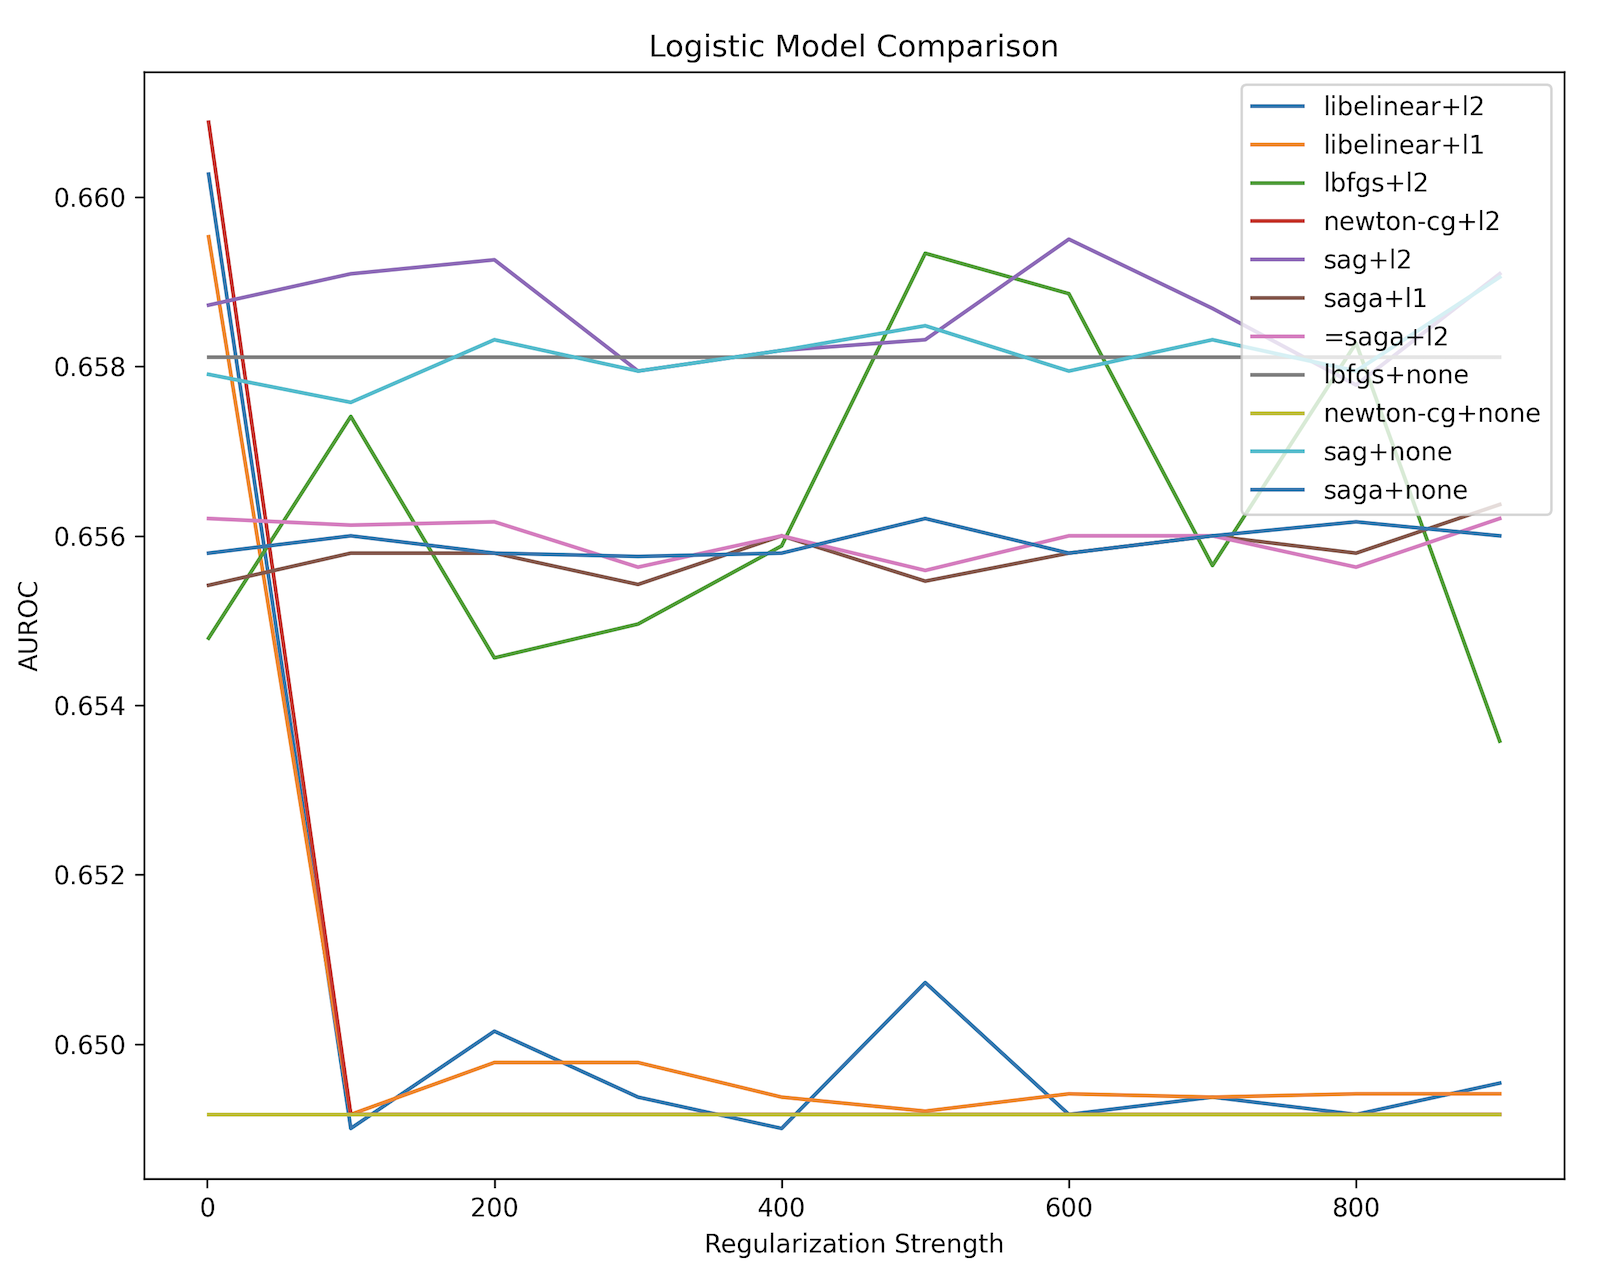 Logistic Model Comparison
libelinear+l2
libelinear+l1
lbfgs+l2
newton-cg+l2
sag+l2
saga+l1
=saga+l2
lbfgs+none
newton-cg+none
sag+none
saga+none
0.660
0.658
0.656
0.654
0.652
0.650
AUROC
0 200 400 600 800
Regularization Strength